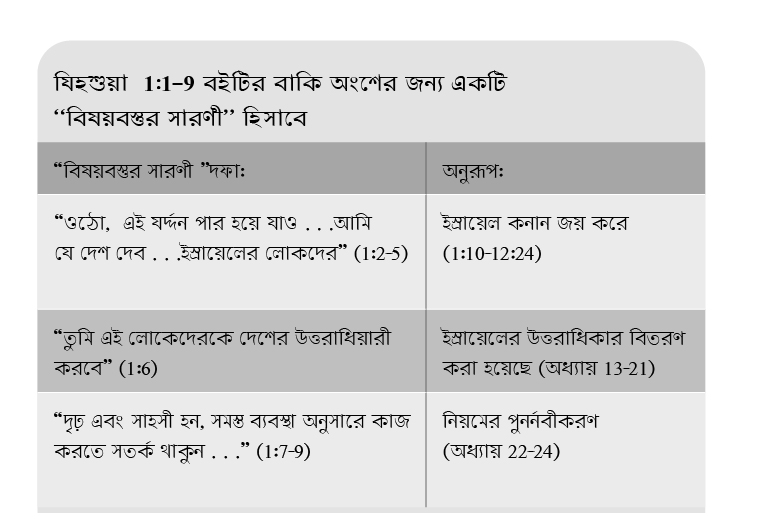 যিহশুয়া 1:1–9 বইটির বাকি অংশের জন্য একটি
“বিষয়বস্তুর সারণী” হিসাবে
“বিষয়বস্তুর সারণী ”দফা:
অনুরূপ:
“ওঠো, এই যর্দ্দন পার হয়ে যাও . . .আমি
যে দেশ দেব . . .ইস্রায়েলের লোকদের” (1:2-5)
ইস্রায়েল কনান জয় করে
(1:10-12:24)
“তুমি এই লোকেদেরকে দেশের উত্তরাধিয়ারী
করবে” (1:6)
ইস্রায়েলের উত্তরাধিকার বিতরণ
করা হয়েছে (অধ্যায় 13-21)
“দৃঢ় এবং সাহসী হন, সমস্ত ব্যবস্থা অনুসারে কাজ
করতে সতর্ক থাকুন . . .” (1:7-9)
নিয়মের পুনর্নবীকরণ
(অধ্যায় 22-24)